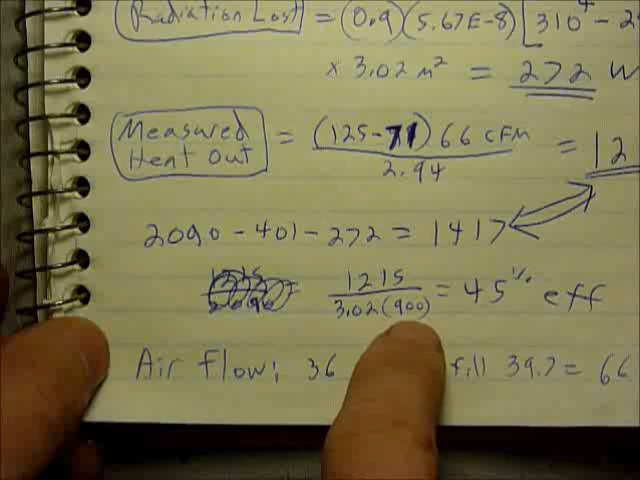 Radiation Lost = (0.9)(5.67E-8)[310⁴ - 2
x 3.02 m² = 272 W
Measured Heat Out = (125-71) 66 CFM / 2.94 = 12
2090 - 401 - 272 = 1417
1215 / 3.02(900) = 45% eff
Air flow: 36 fill 39.7 = 66